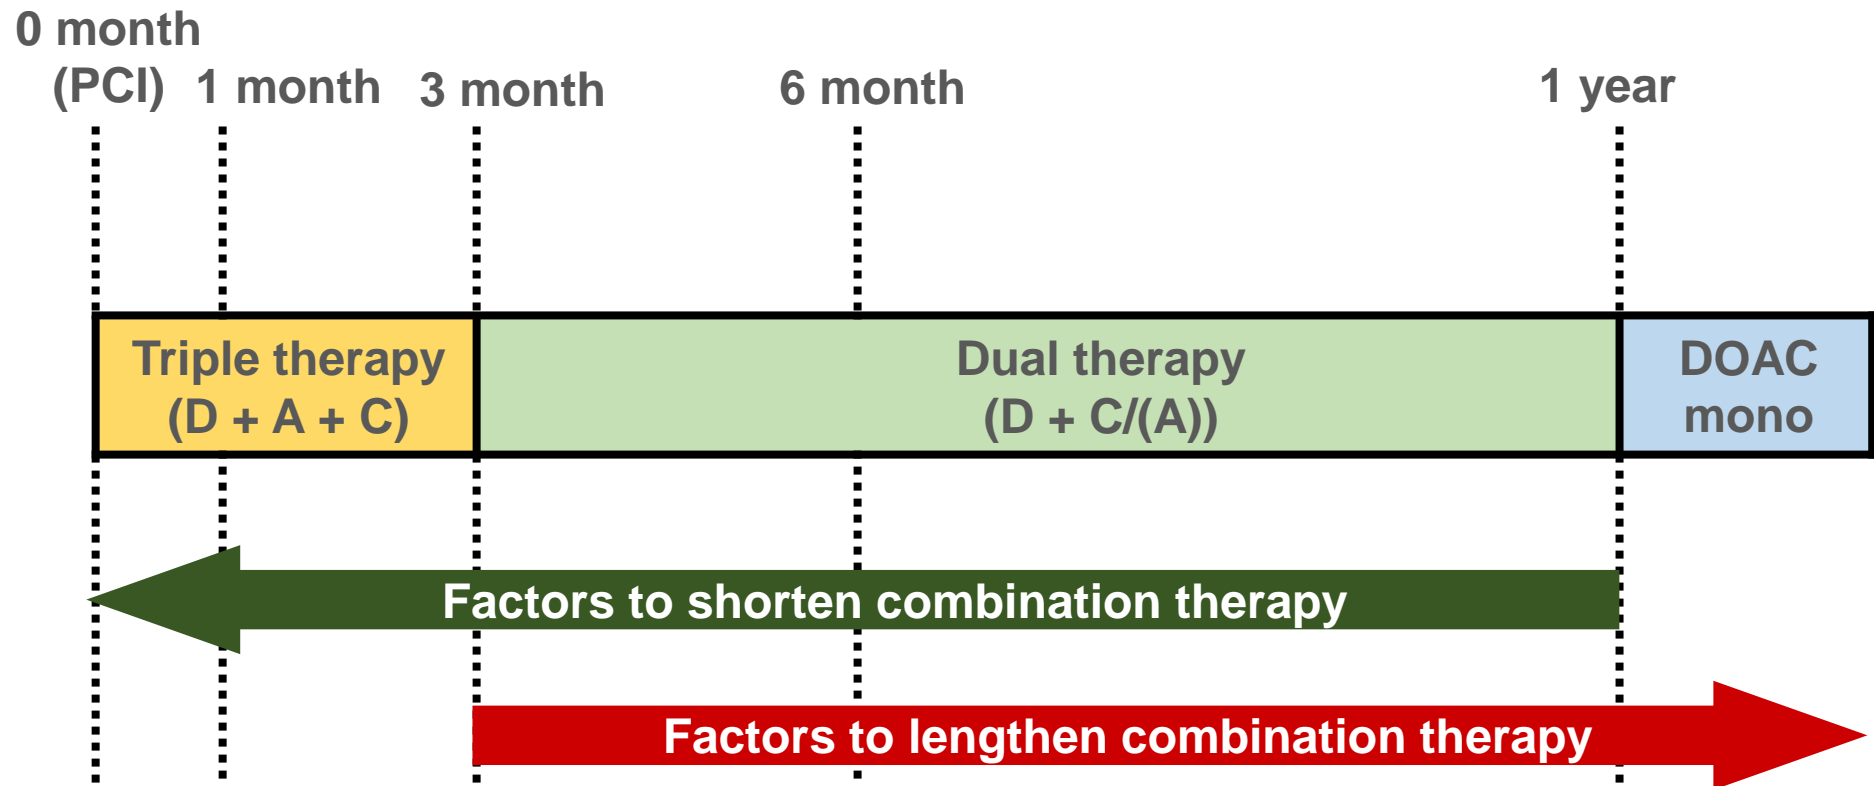 0 month
(PCI) 1 month 3 month 6 month 1 year
Triple therapy
(D + A + C)
Dual therapy
(D + C/(A))
DOAC
mono
Factors to shorten combination therapy
Factors to lengthen combination therapy